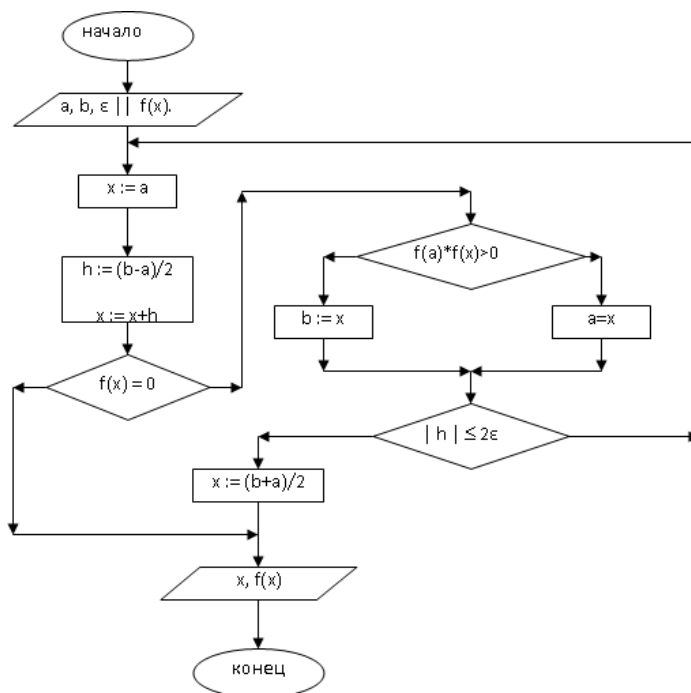 начало
a, b, ε || f(x).
x := a
h := (b-a)/2
x := x+h
f(x) = 0
f(a)*f(x)>0
b := x
a=x
| h | ≤ 2ε
x := (b+a)/2
x, f(x)
конец